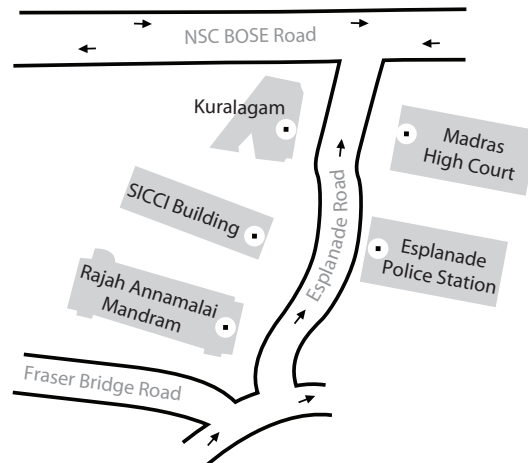 NSC BOSE Road
Kuralagam
Madras
High Court
SICCI Building
Esplanade Road
Esplanade
Police Station
Rajah Annamalai
Mandram
Fraser Bridge Road